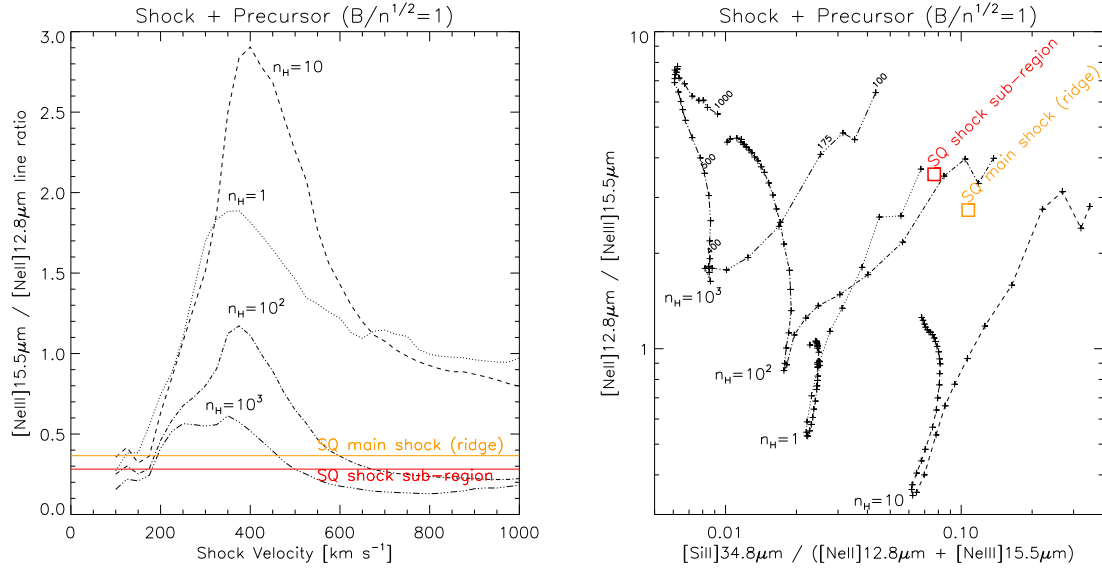 Shock + Precursor (B/n^{1/2}=1)
[NeIII]15.5μm / [NeII]12.8μm line ratio
3.0
2.5
2.0
1.5
1.0
0.5
0.0
n_H=10
n_H=1
n_H=10^2
n_H=10^3
SQ main shock (ridge)
SQ shock sub-region
0
200
400
600
800
1000
Shock Velocity [km s^{-1}]
Shock + Precursor (B/n^{1/2}=1)
[NeII]12.8μm / [NeIII]15.5μm
10
1
1000
500
400
175
100
SQ shock sub-region
SQ main shock (ridge)
n_H=10^3
n_H=10^2
n_H=1
n_H=10
0.01
0.10
[SiII]34.8μm / ([NeII]12.8μm + [NeIII]15.5μm)